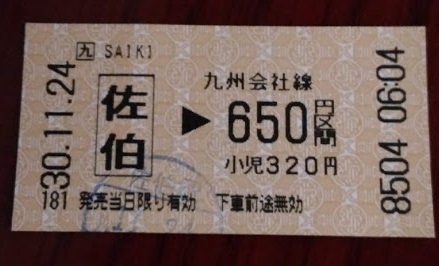 九 SAIKI
佐伯 ▶ 九州会社線
650円区間
小児320円
181 発売当日限り有効 下車前途無効
30.11.24
8504 06:04